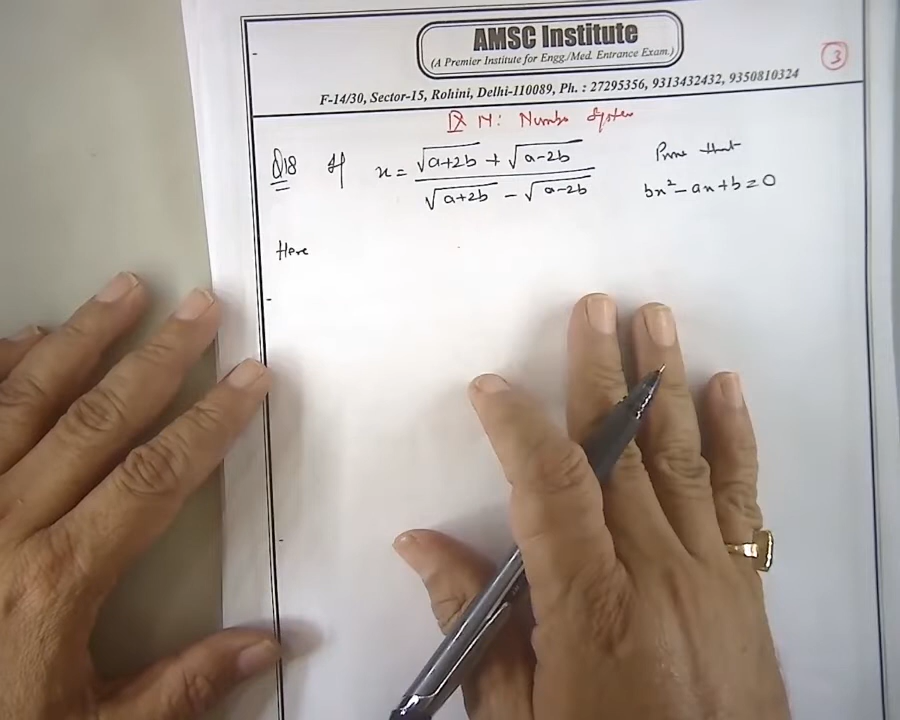 AMSC Institute
(A Premier Institute for Engg./Med. Entrance Exam.)
3
F-14/30, Sector-15, Rohini, Delhi-110089, Ph. : 27295356, 9313432432, 9350810324
IX M: Number System
Q18 If x = (√(a+2b) + √(a-2b)) / (√(a+2b) - √(a-2b)) Prove that
bx² - ax + b = 0
Here